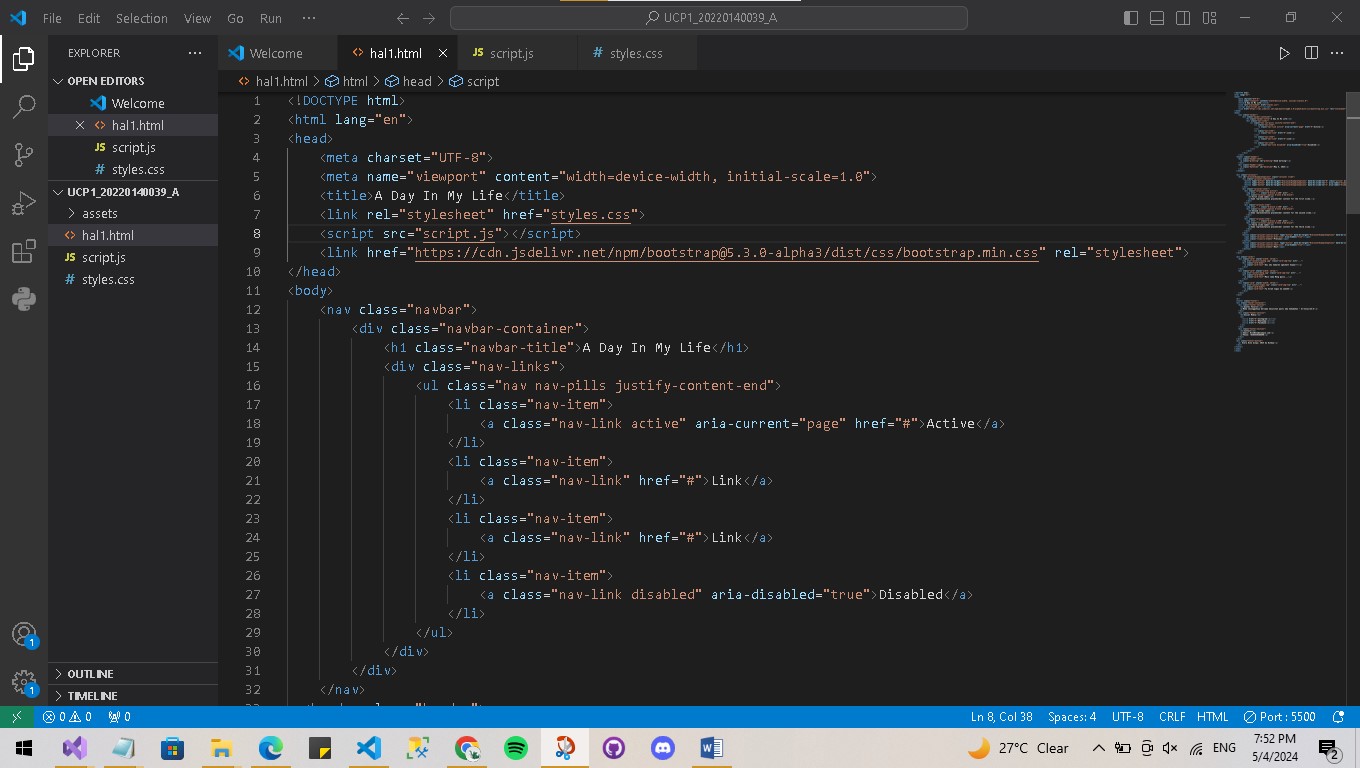 File Edit Selection View Go Run ··· UCP1_20220140039_A
EXPLORER ···
OPEN EDITORS
Welcome
hal1.html
JS script.js
# styles.css
UCP1_20220140039_A
assets
<> hal1.html
JS script.js
# styles.css
OUTLINE
TIMELINE
1
1
Welcome <> hal1.html JS script.js # styles.css
<> hal1.html > html > head > script
1 <!DOCTYPE html>
2 <html lang="en">
3 <head>
4 <meta charset="UTF-8">
5 <meta name="viewport" content="width=device-width, initial-scale=1.0">
6 <title>A Day In My Life</title>
7 <link rel="stylesheet" href="styles.css">
8 <script src="script.js"></script>
9 <link href="https://cdn.jsdelivr.net/npm/bootstrap@5.3.0-alpha3/dist/css/bootstrap.min.css" rel="stylesheet">
10 </head>
11 <body>
12 <nav class="navbar">
13 <div class="navbar-container">
14 <h1 class="navbar-title">A Day In My Life</h1>
15 <div class="nav-links">
16 <ul class="nav nav-pills justify-content-end">
17 <li class="nav-item">
18 <a class="nav-link active" aria-current="page" href="#">Active</a>
19 </li>
20 <li class="nav-item">
21 <a class="nav-link" href="#">Link</a>
22 </li>
23 <li class="nav-item">
24 <a class="nav-link" href="#">Link</a>
25 </li>
26 <li class="nav-item">
27 <a class="nav-link disabled" aria-disabled="true">Disabled</a>
28 </li>
29 </ul>
30 </div>
31 </div>
32 </nav>
0 0 0 Ln 8, Col 38 Spaces: 4 UTF-8 CRLF HTML Port : 5500
27°C Clear ENG 7:52 PM
5/4/2024 2